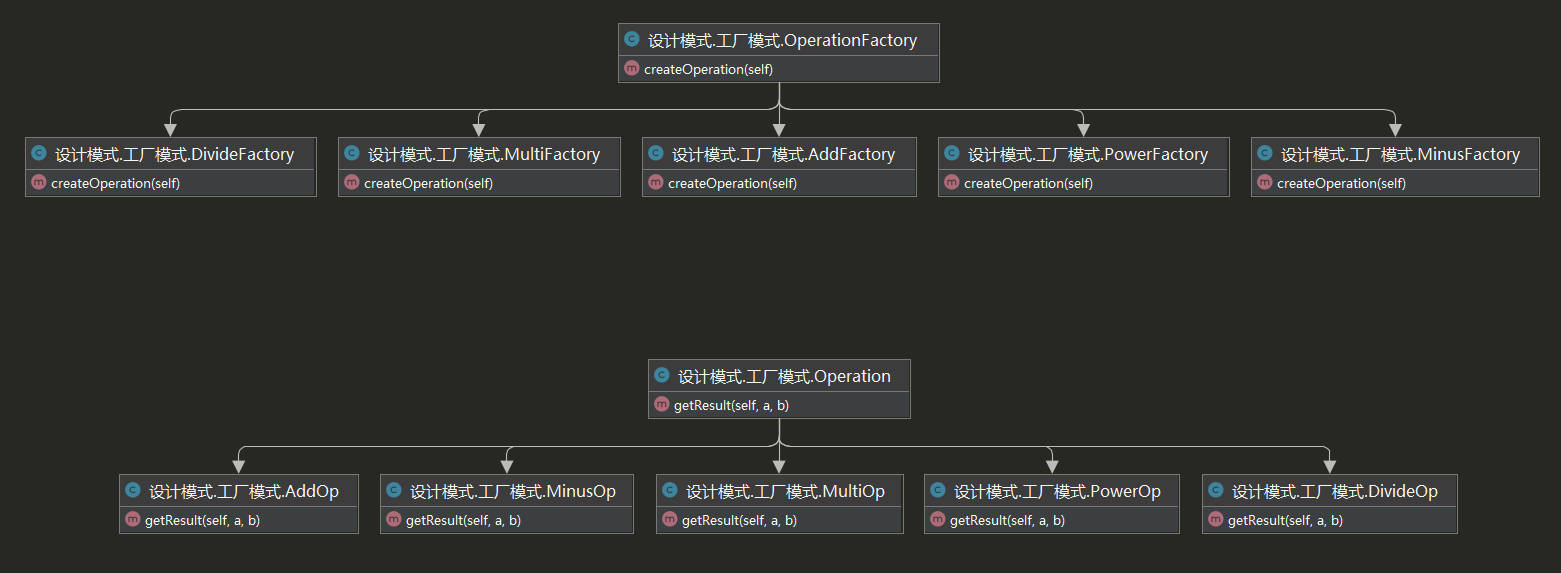 设计模式.工厂模式.OperationFactory
createOperation(self)
设计模式.工厂模式.DivideFactory
createOperation(self)
设计模式.工厂模式.MultiFactory
createOperation(self)
设计模式.工厂模式.AddFactory
createOperation(self)
设计模式.工厂模式.PowerFactory
createOperation(self)
设计模式.工厂模式.MinusFactory
createOperation(self)
设计模式.工厂模式.Operation
getResult(self, a, b)
设计模式.工厂模式.AddOp
getResult(self, a, b)
设计模式.工厂模式.MinusOp
getResult(self, a, b)
设计模式.工厂模式.MultiOp
getResult(self, a, b)
设计模式.工厂模式.PowerOp
getResult(self, a, b)
设计模式.工厂模式.DivideOp
getResult(self, a, b)